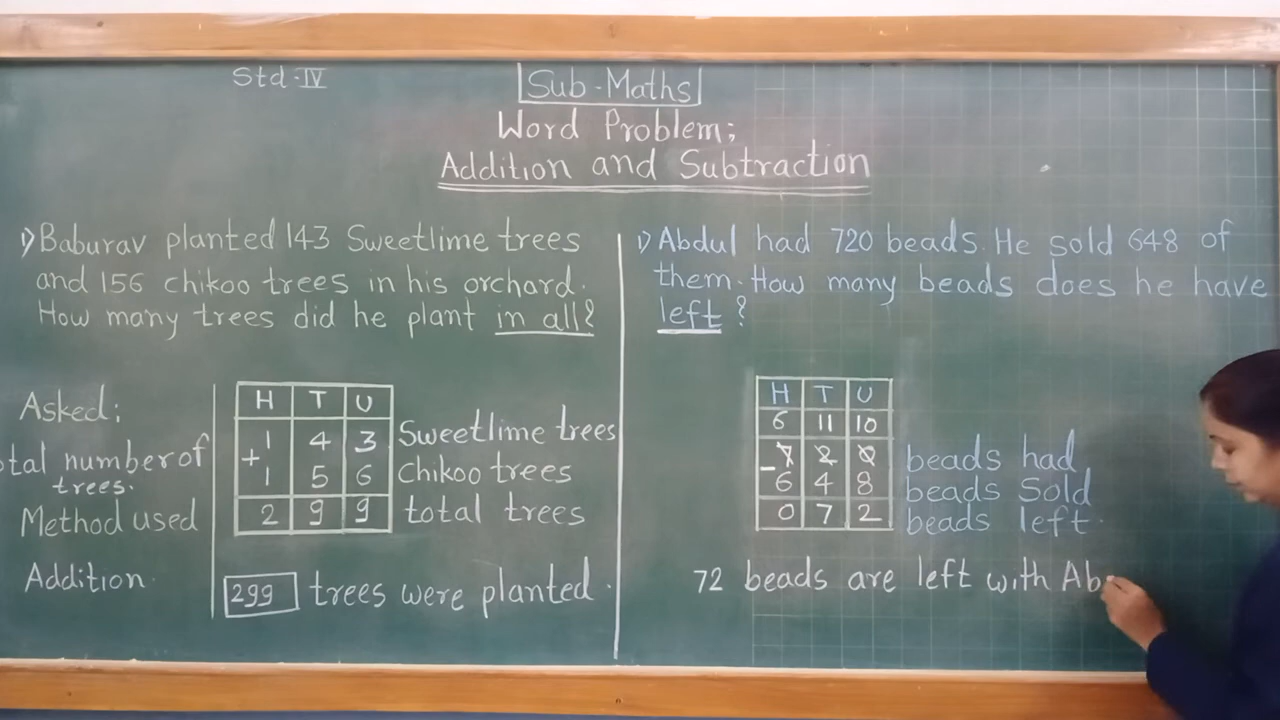 Std-IV
Sub-Maths
Word Problem;
Addition and Subtraction
1) Baburav planted 143 Sweetlime trees
and 156 chikoo trees in his orchard.
How many trees did he plant in all?
Asked;
otal number of
trees.
Method used
Addition.
H T U
1 4 3 Sweetlime trees
+
1 5 6 Chikoo trees
2 9 9 total trees
299 trees were planted.
1) Abdul had 720 beads. He sold 648 of
them. How many beads does he have
left?
H T U
6 11 10
7 2 0 beads had
- 6 4 8 beads Sold
0 7 2 beads left.
72 beads are left with Ab